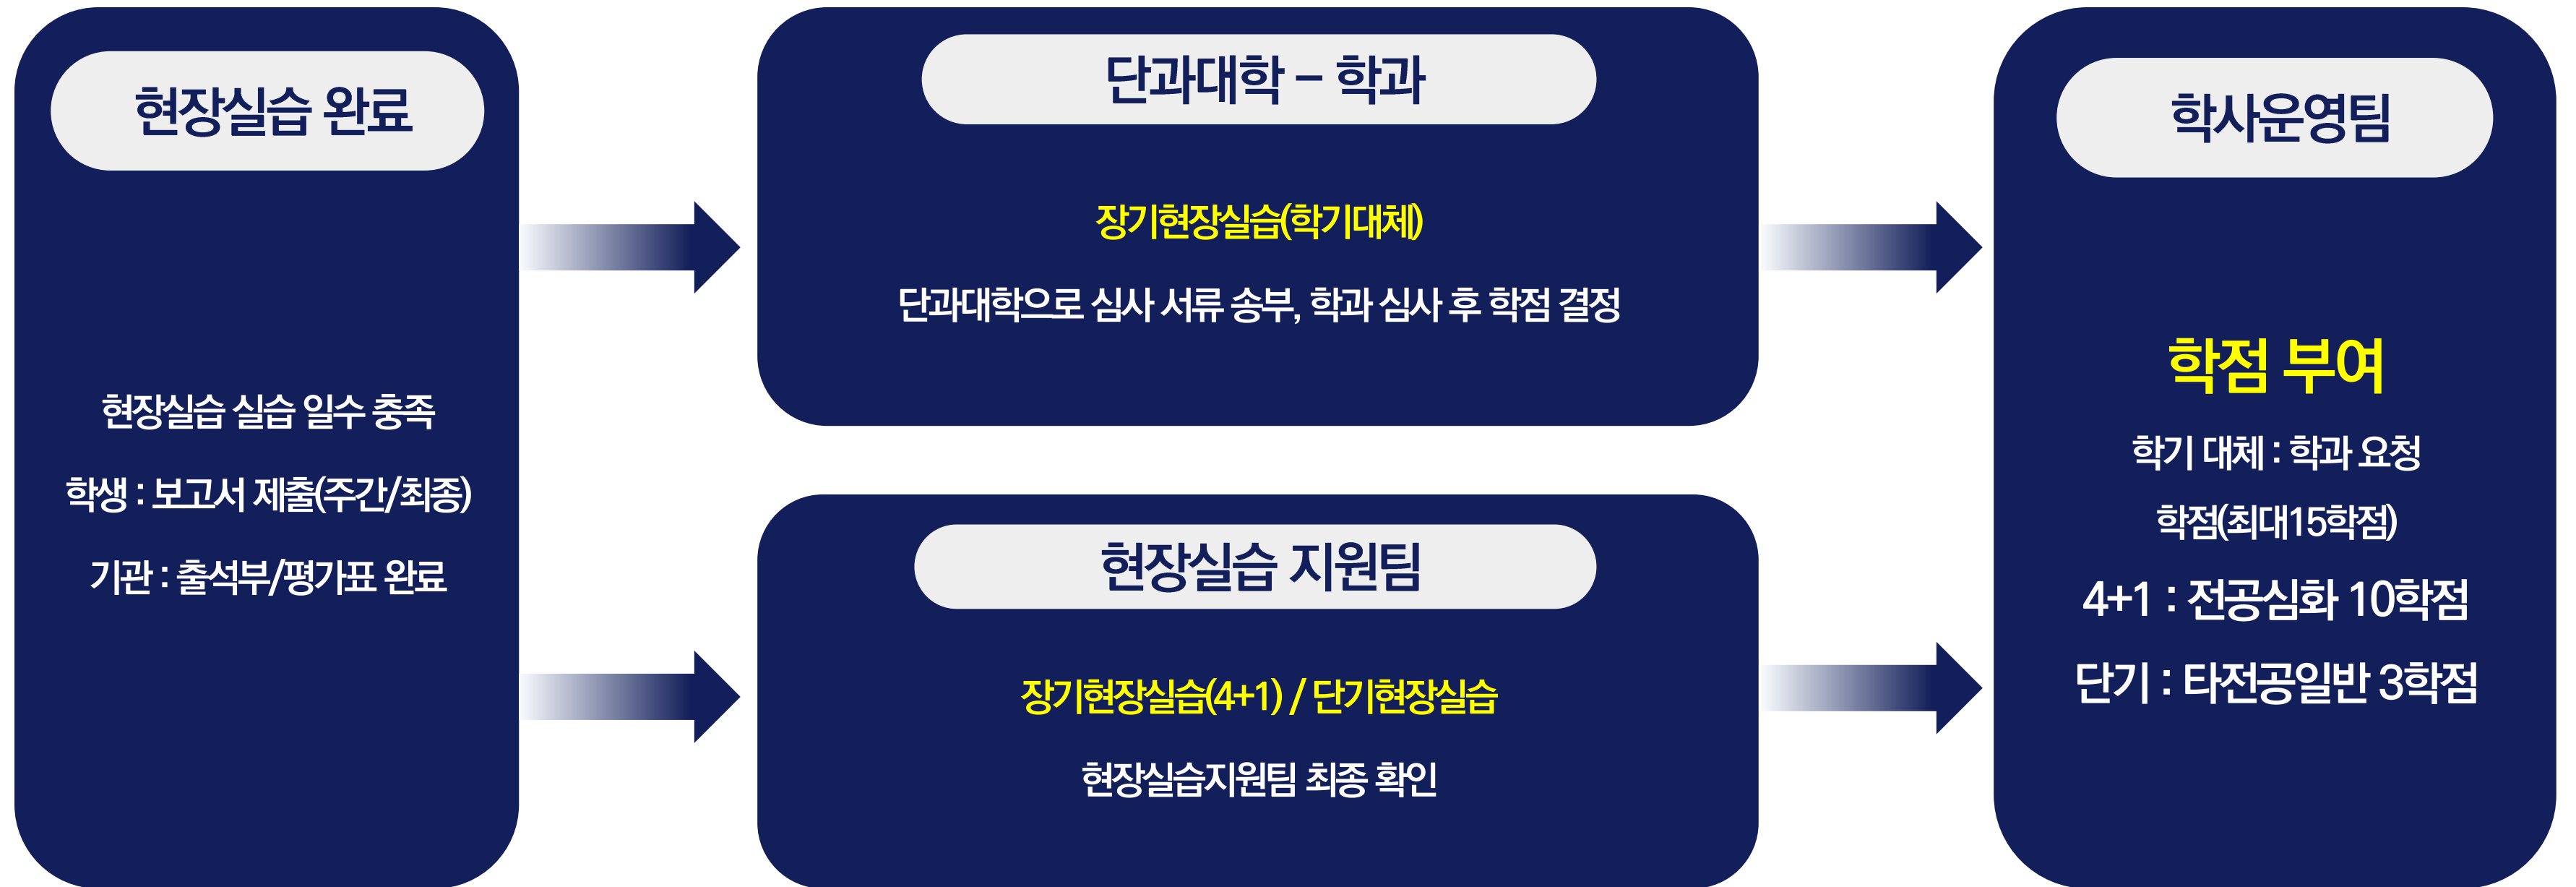 현장실습 완료
현장실습 실습 일수 충족
학생 : 보고서 제출(주간/최종)
기관 : 출석부/평가표 완료
단과대학 – 학과
장기현장실습(학기대체)
단과대학으로 심사 서류 송부, 학과 심사 후 학점 결정
현장실습 지원팀
장기현장실습(4+1) / 단기현장실습
현장실습지원팀 최종 확인
학사운영팀
학점 부여
학기 대체 : 학과 요청
학점(최대15학점)
4+1 : 전공심화 10학점
단기 : 타전공일반 3학점